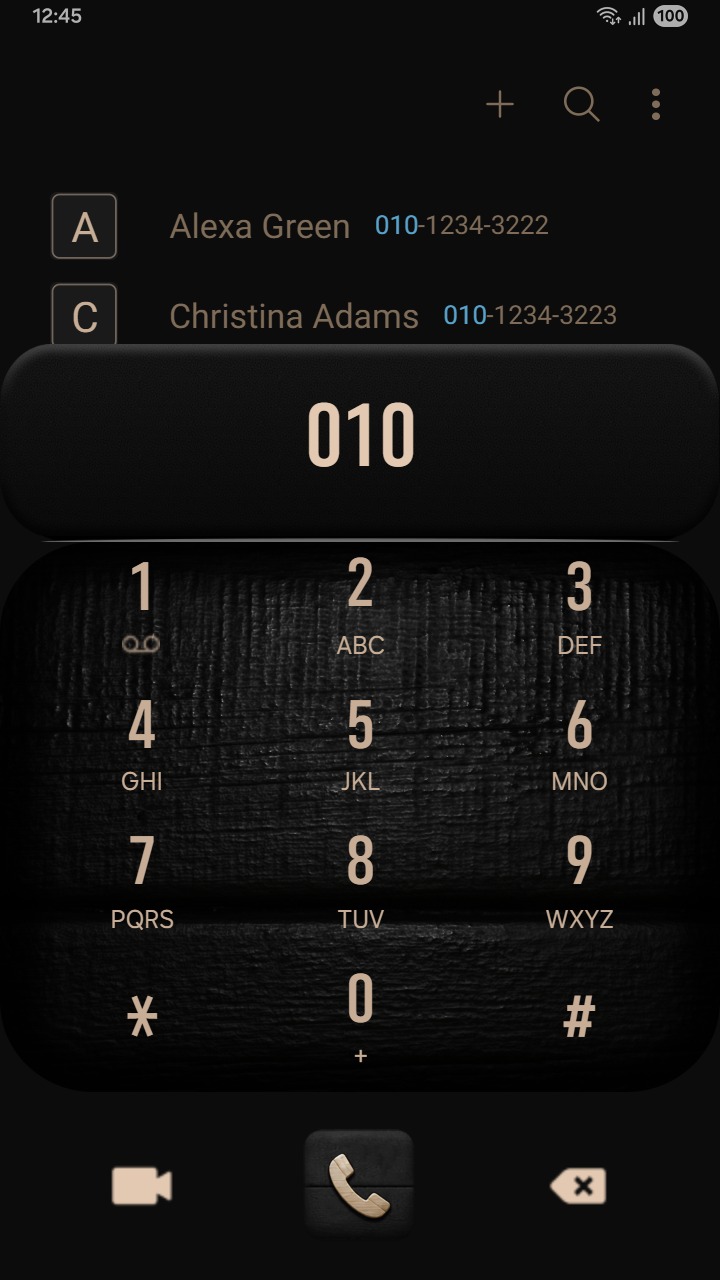 12:45 100
A Alexa Green 010-1234-3222
C Christina Adams 010-1234-3223
010
1 2 3
ABC DEF
4 5 6
GHI JKL MNO
7 8 9
PQRS TUV WXYZ
* 0 #
+